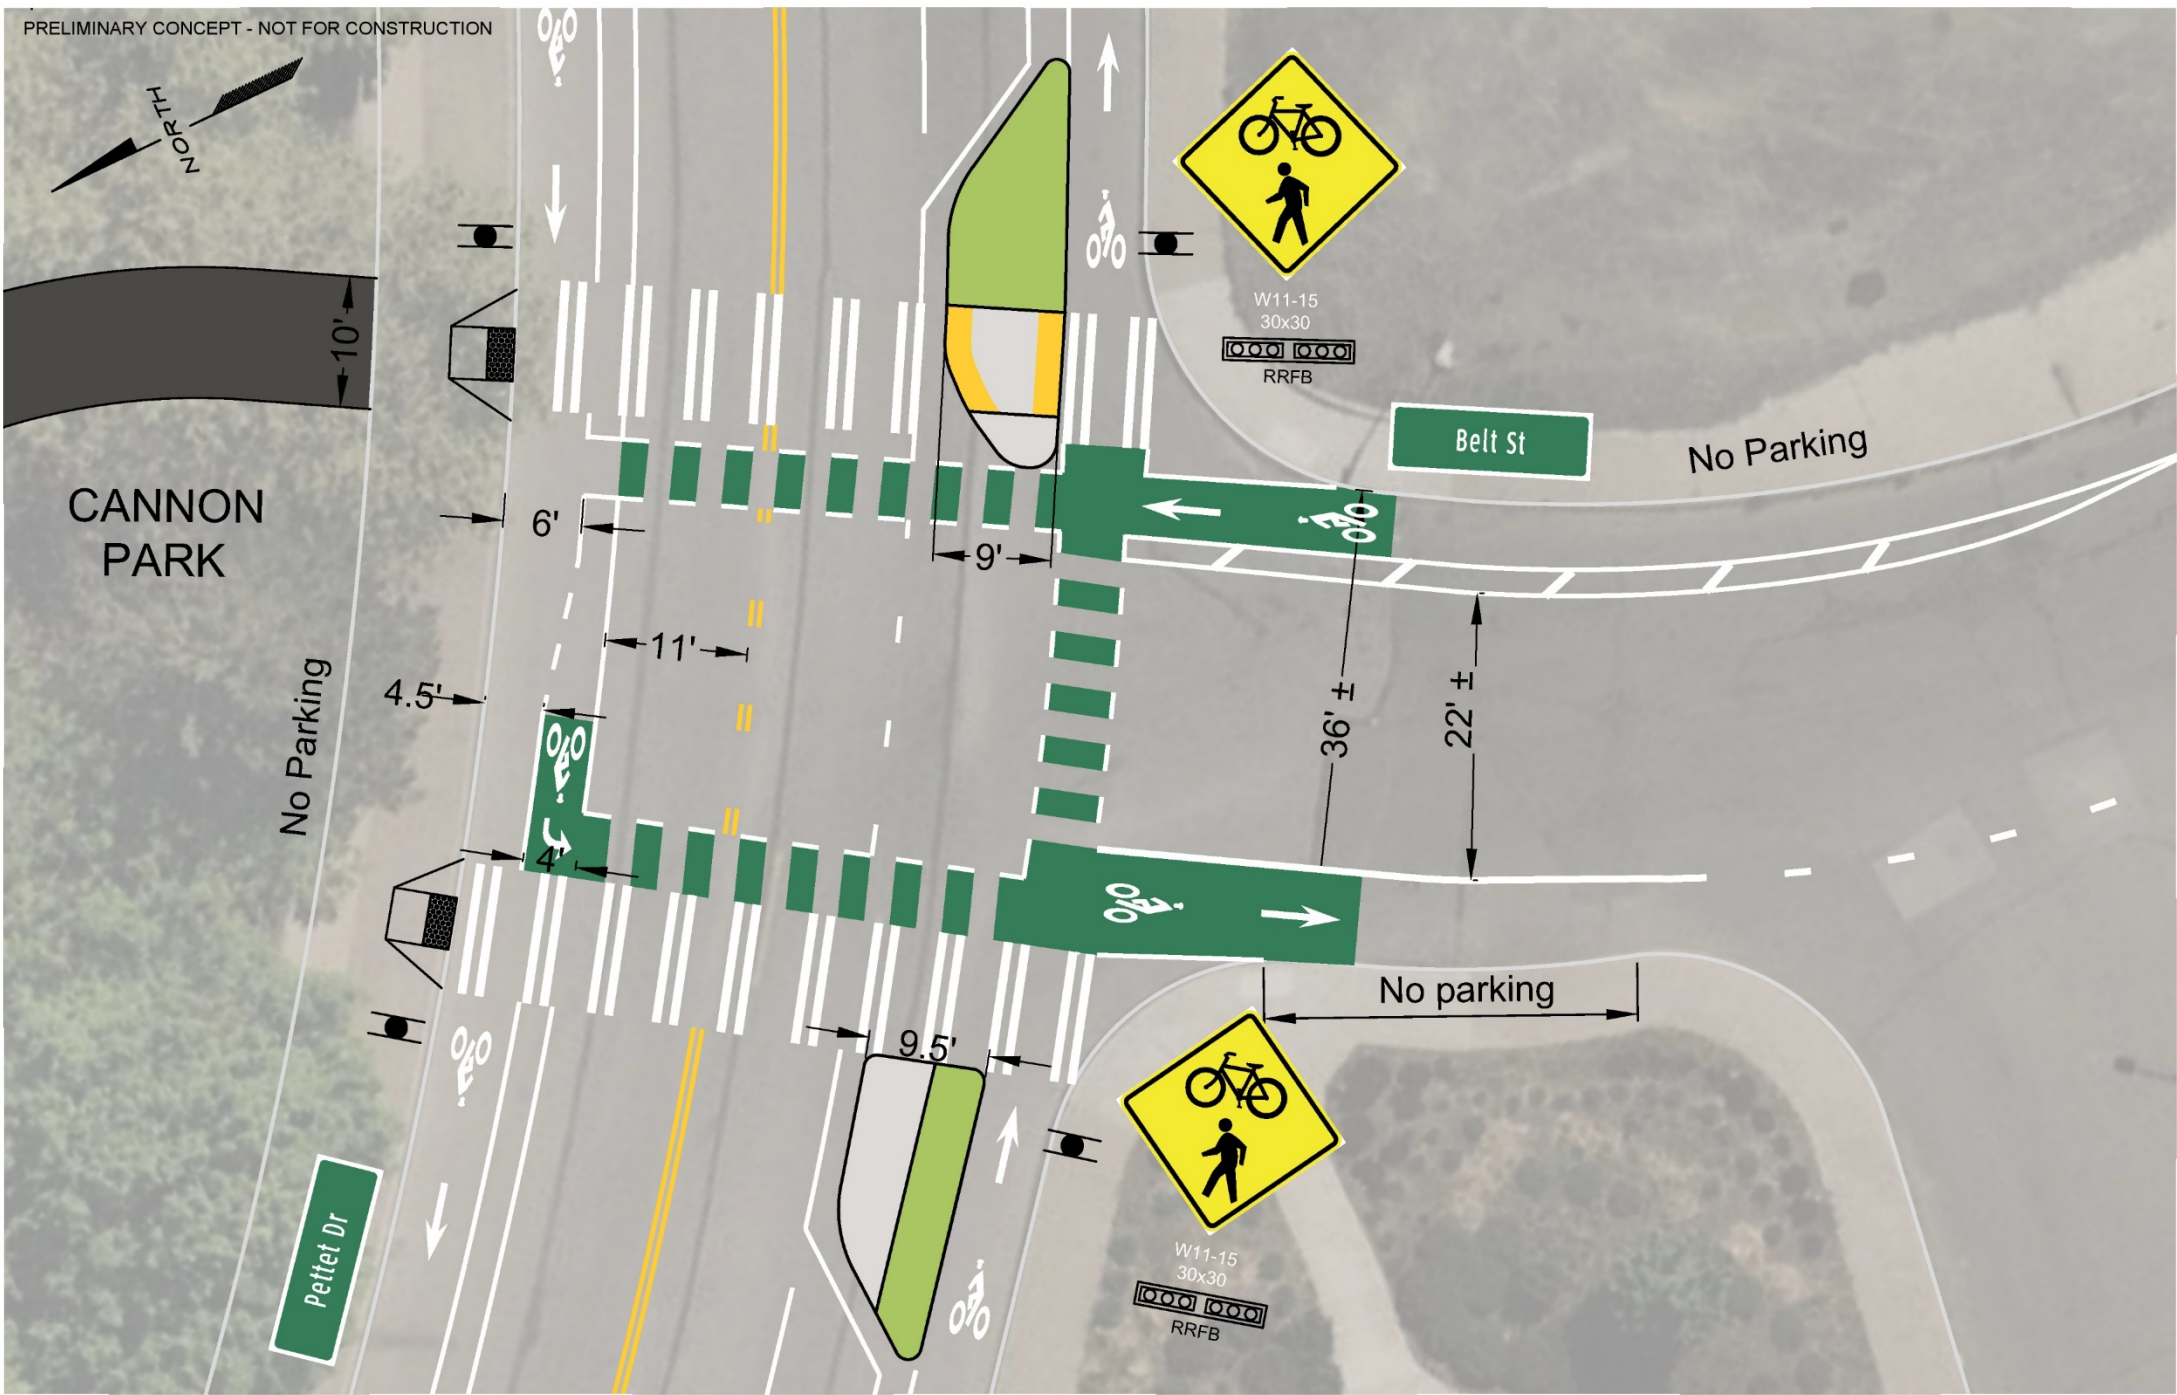 PRELIMINARY CONCEPT - NOT FOR CONSTRUCTION
NORTH
10'
W11-15
30x30
RRFB
Belt St
No Parking
CANNON
PARK
6'
9'
11'
4.5'
36' ±
22' ±
No Parking
4'
No parking
9.5'
Pettet Dr
W11-15
30x30
RRFB